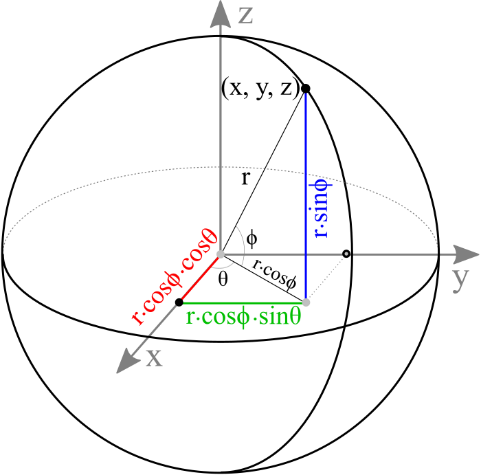 z
(x, y, z)
r
r·sinϕ
r·cosϕ·cosθ
ϕ
θ
r·cosϕ
y
r·cosϕ·sinθ
x